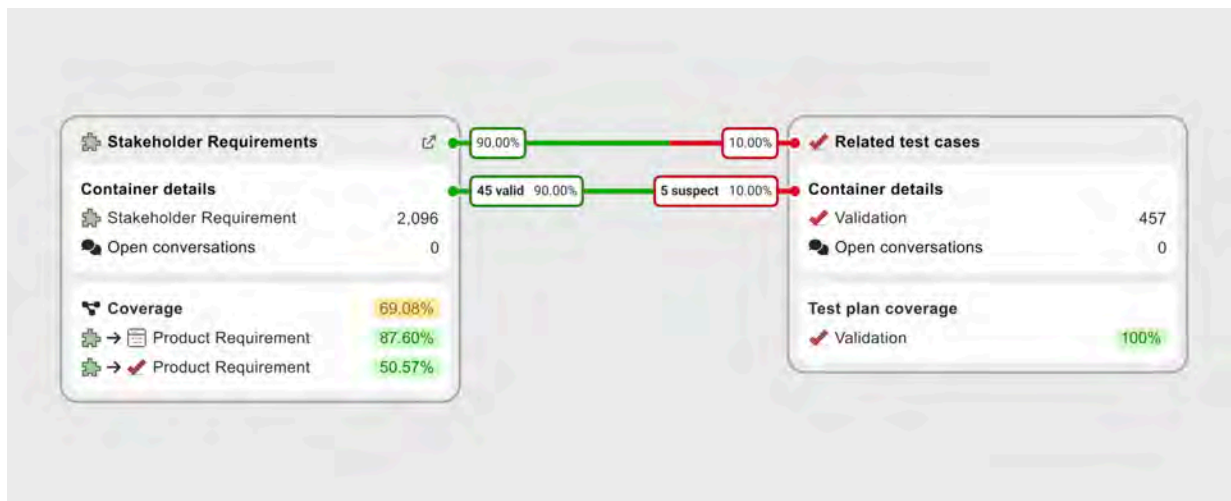 Stakeholder Requirements
Container details
Stakeholder Requirement 2,096
Open conversations 0
Coverage 69.08%
Product Requirement 87.60%
Product Requirement 50.57%
90.00% 10.00%
45 valid 90.00% 5 suspect 10.00%
Related test cases
Container details
Validation 457
Open conversations 0
Test plan coverage
Validation 100%